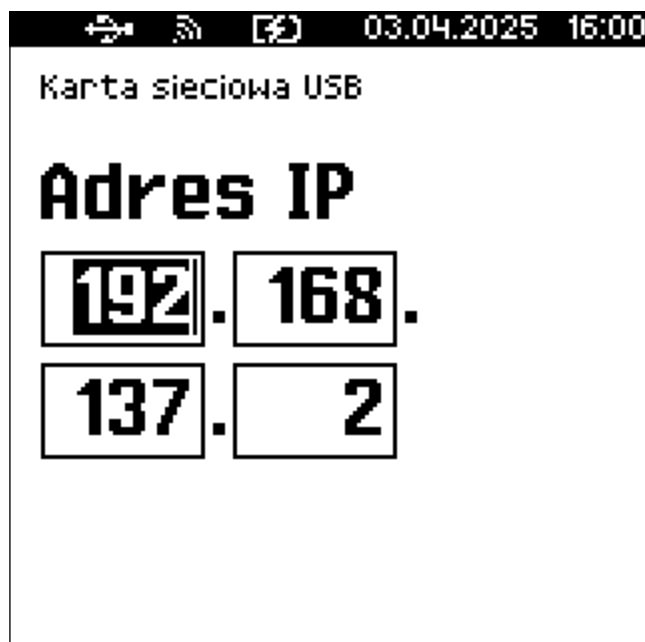 03.04.2025 16:00
Karta sieciowa USB
Adres IP
192. 168.
137. 2